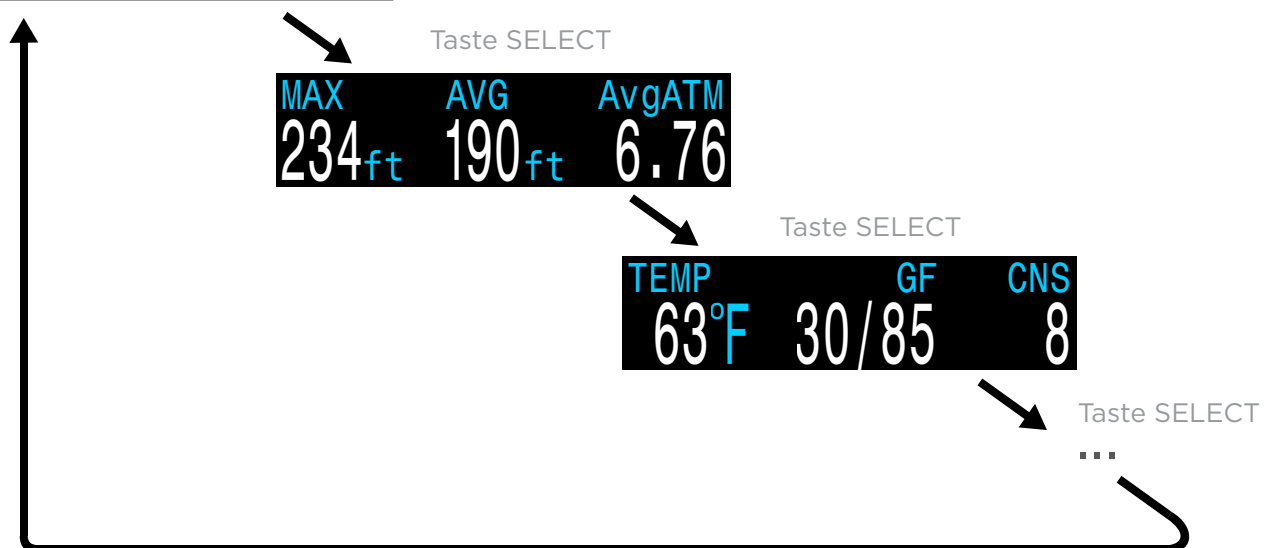 Taste SELECT
MAX AVG AvgATM
234ft 190ft 6.76
Taste SELECT
TEMP GF CNS
63°F 30/85 8
Taste SELECT
...